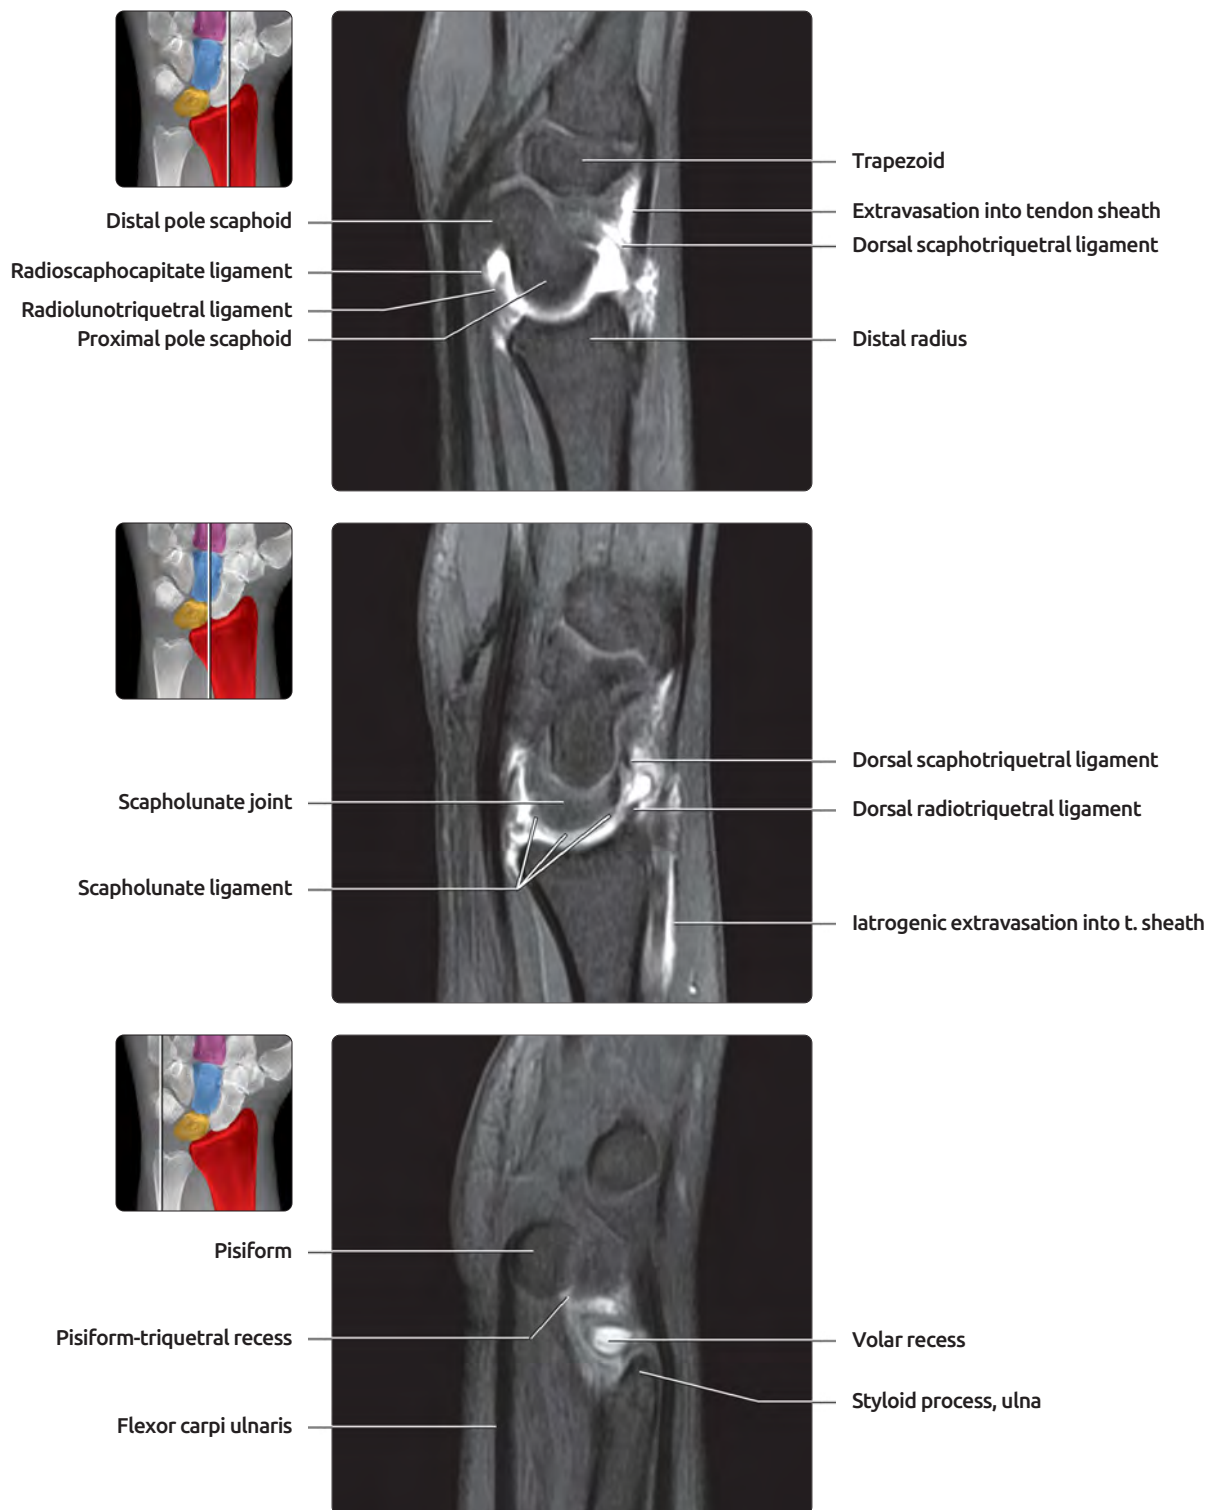 Trapezoid
Distal pole scaphoid
Extravasation into tendon sheath
Dorsal scaphotriquetral ligament
Radioscaphocapitate ligament
Radiolunotriquetral ligament
Proximal pole scaphoid
Distal radius
Dorsal scaphotriquetral ligament
Scapholunate joint
Dorsal radiotriquetral ligament
Scapholunate ligament
Iatrogenic extravasation into t. sheath
Pisiform
Pisiform-triquetral recess
Volar recess
Styloid process, ulna
Flexor carpi ulnaris